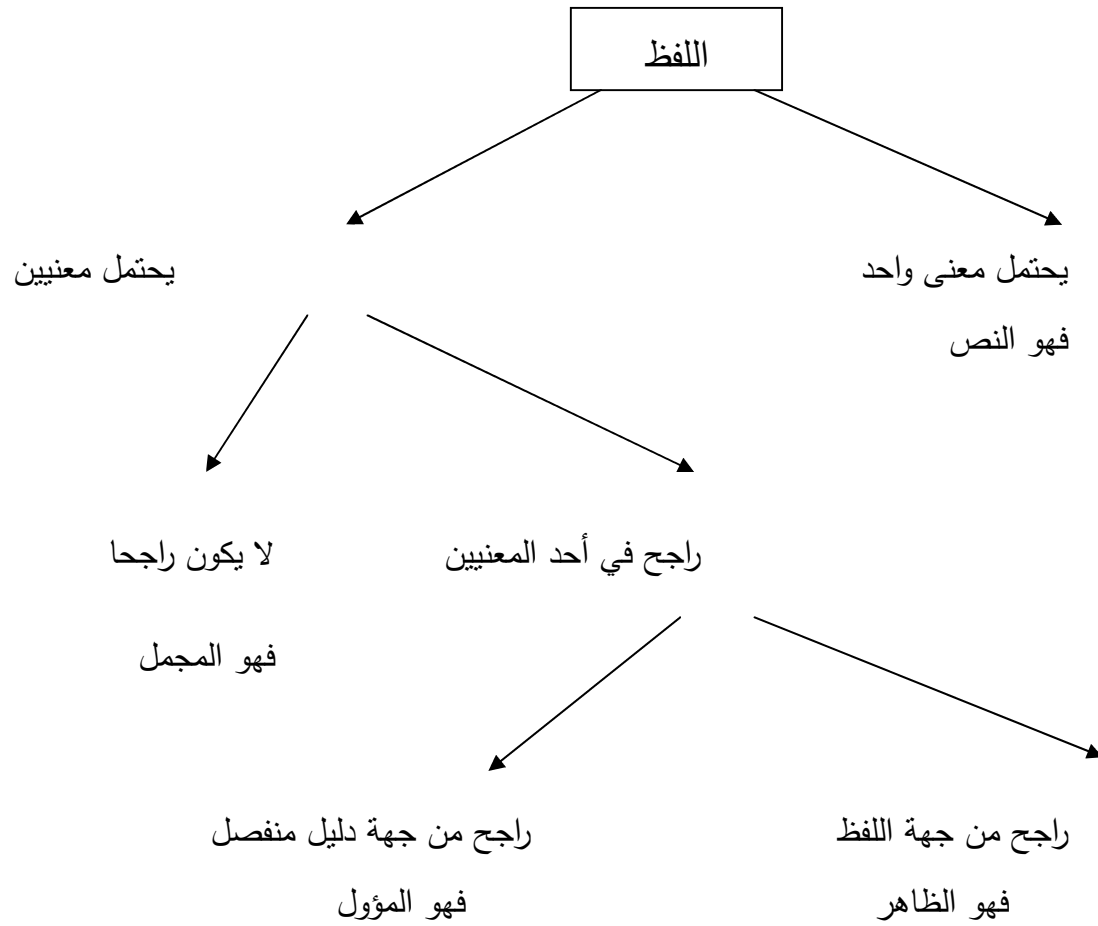 اللفظ
يحتمل معنى واحد
فهو النص
يحتمل معنيين
راجح في أحد المعنيين
لا يكون راجحا
فهو المجمل
راجح من جهة اللفظ
فهو الظاهر
راجح من جهة دليل منفصل
فهو المؤول